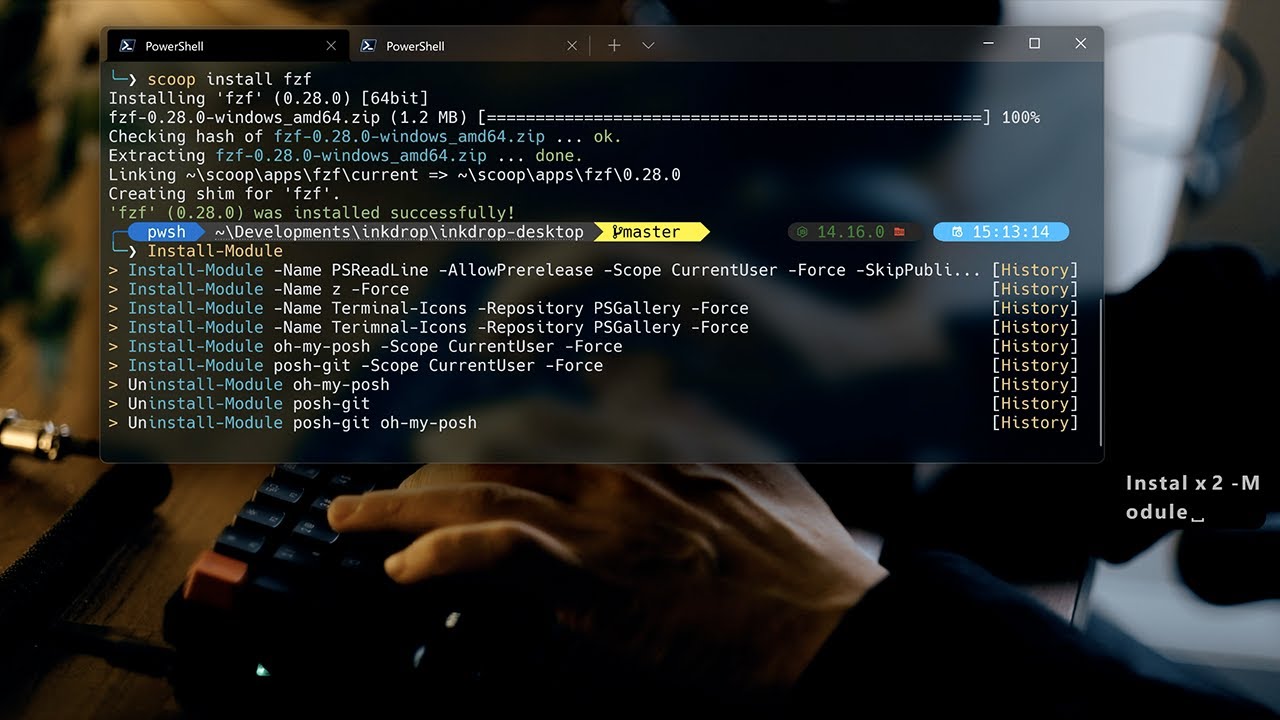 PowerShell
PowerShell
❯ scoop install fzf
Installing 'fzf' (0.28.0) [64bit]
fzf-0.28.0-windows_amd64.zip (1.2 MB) [===================================================] 100%
Checking hash of fzf-0.28.0-windows_amd64.zip ... ok.
Extracting fzf-0.28.0-windows_amd64.zip ... done.
Linking ~\scoop\apps\fzf\current => ~\scoop\apps\fzf\0.28.0
Creating shim for 'fzf'.
'fzf' (0.28.0) was installed successfully!
pwsh ~\Developments\inkdrop\inkdrop-desktop master 14.16.0 15:13:14
❯ Install-Module
> Install-Module -Name PSReadLine -AllowPrerelease -Scope CurrentUser -Force -SkipPubli... [History]
> Install-Module -Name z -Force [History]
> Install-Module -Name Terminal-Icons -Repository PSGallery -Force [History]
> Install-Module -Name Terimnal-Icons -Repository PSGallery -Force [History]
> Install-Module oh-my-posh -Scope CurrentUser -Force [History]
> Install-Module posh-git -Scope CurrentUser -Force [History]
> Uninstall-Module oh-my-posh [History]
> Uninstall-Module posh-git [History]
> Uninstall-Module posh-git oh-my-posh [History]
Instal x 2 -M
odule␣